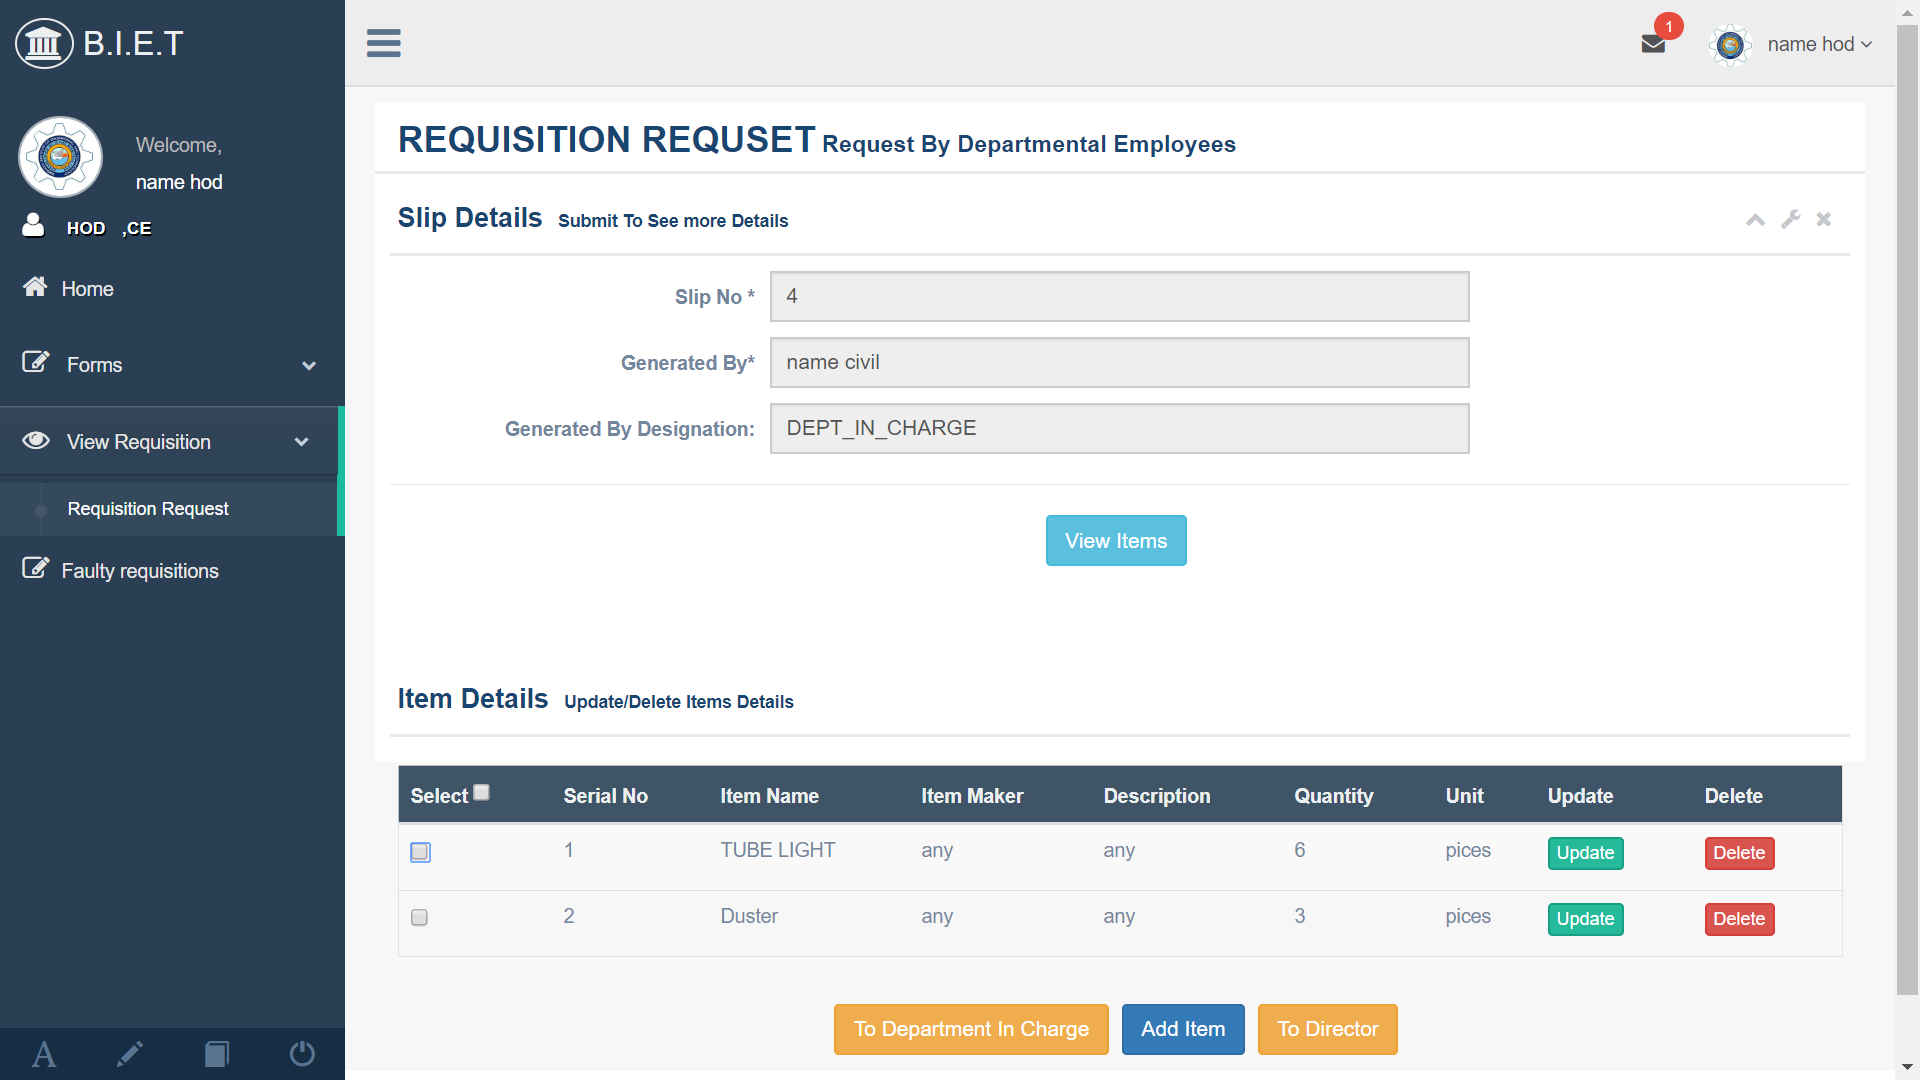 B.I.E.T
1
name hod
Welcome,
name hod
HOD ,CE
Home
Forms
View Requisition
Requisition Request
Faulty requisitions
A
REQUISITION REQUSET Request By Departmental Employees
Slip Details Submit To See more Details
Slip No * 4
Generated By* name civil
Generated By Designation: DEPT_IN_CHARGE
View Items
Item Details Update/Delete Items Details
Select Serial No Item Name Item Maker Description Quantity Unit Update Delete
1 TUBE LIGHT any any 6 pices Update Delete
2 Duster any any 3 pices Update Delete
To Department In Charge Add Item To Director